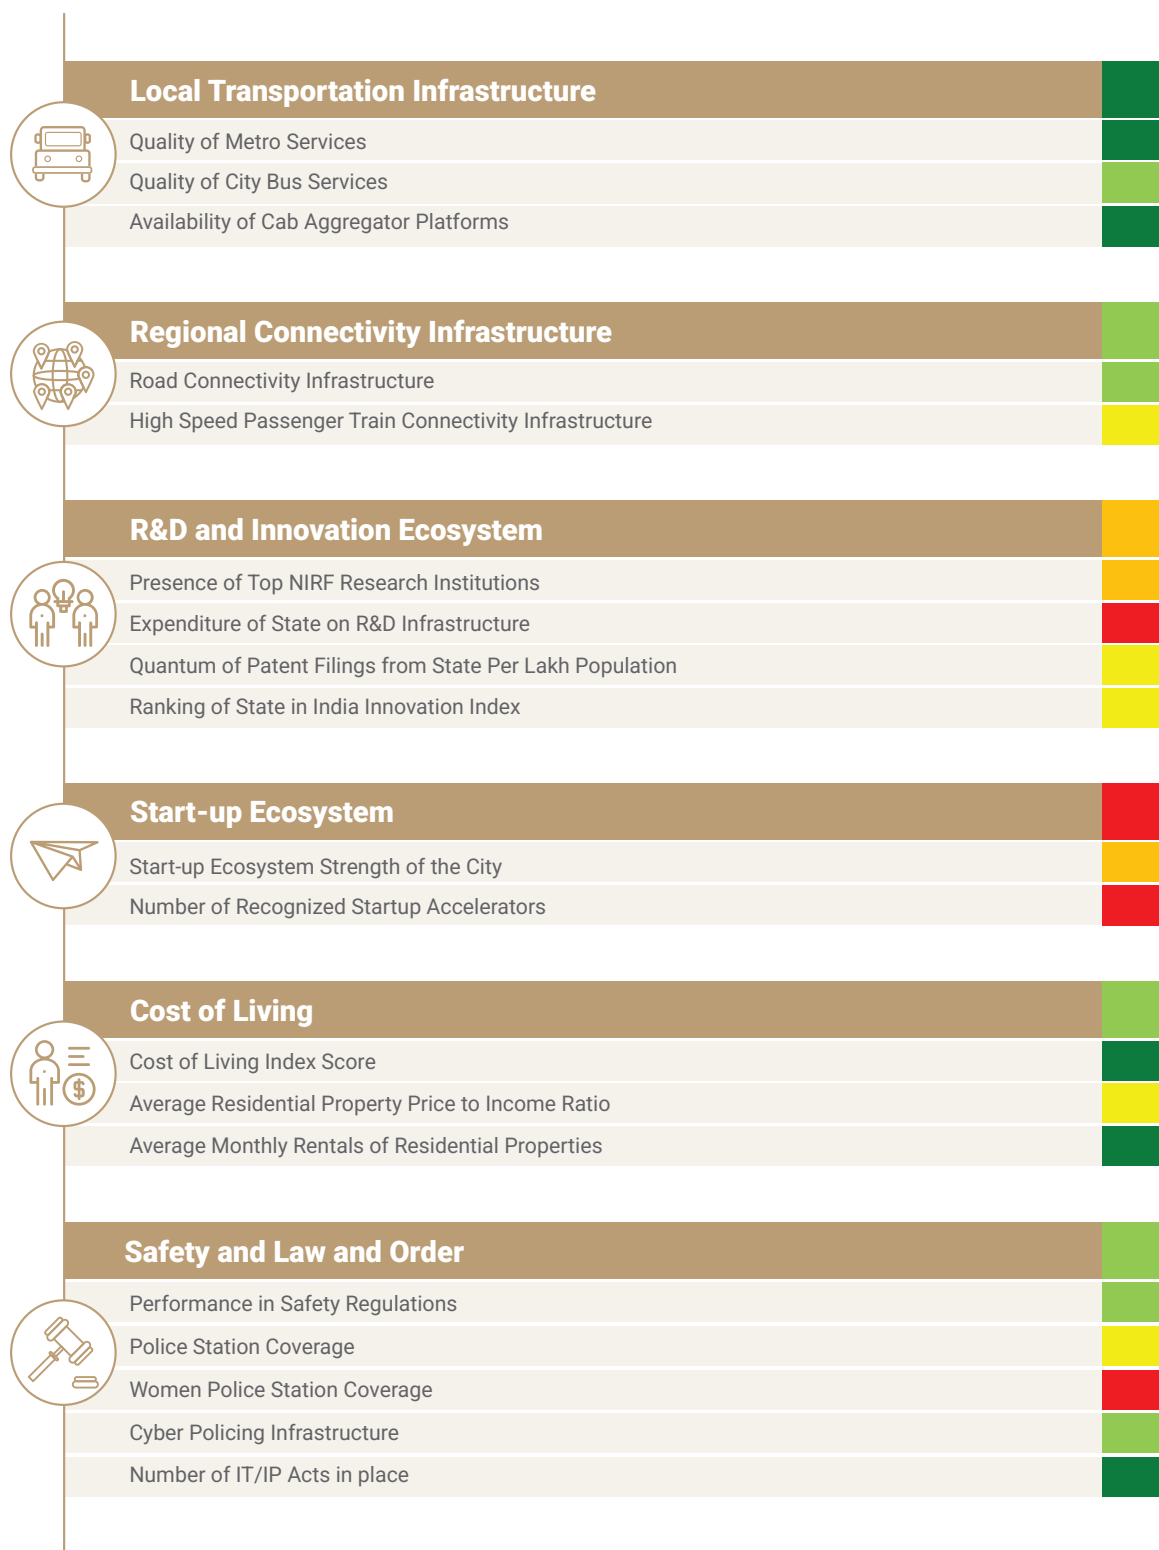 Local Transportation Infrastructure
Quality of Metro Services
Quality of City Bus Services
Availability of Cab Aggregator Platforms
Regional Connectivity Infrastructure
Road Connectivity Infrastructure
High Speed Passenger Train Connectivity Infrastructure
R&D and Innovation Ecosystem
Presence of Top NIRF Research Institutions
Expenditure of State on R&D Infrastructure
Quantum of Patent Filings from State Per Lakh Population
Ranking of State in India Innovation Index
Start-up Ecosystem
Start-up Ecosystem Strength of the City
Number of Recognized Startup Accelerators
Cost of Living
Cost of Living Index Score
Average Residential Property Price to Income Ratio
Average Monthly Rentals of Residential Properties
Safety and Law and Order
Performance in Safety Regulations
Police Station Coverage
Women Police Station Coverage
Cyber Policing Infrastructure
Number of IT/IP Acts in place